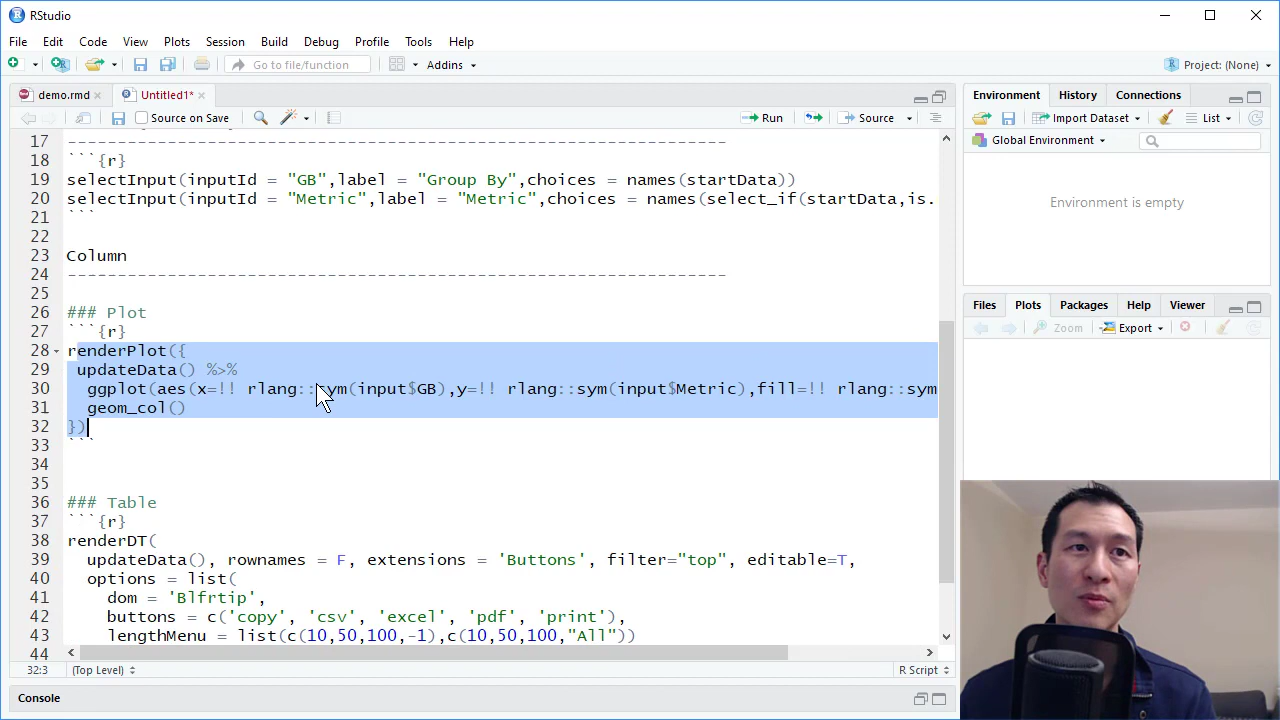 RStudio
File Edit Code View Plots Session Build Debug Profile Tools Help
Go to file/function Addins Project: (None)
demo.rmd Untitled1*
Source on Save Run Source
17 ------------------------------------------------------------------
18 ```{r}
19 selectInput(inputId = "GB",label = "Group By",choices = names(startData))
20 selectInput(inputId = "Metric",label = "Metric",choices = names(select_if(startData,is.
21 ```
22
23 Column
24 ------------------------------------------------------------------
25
26 ### Plot
27 ```{r}
28 renderPlot({
29 updateData() %>%
30 ggplot(aes(x=!! rlang::sym(input$GB),y=!! rlang::sym(input$Metric),fill=!! rlang::sym
31 geom_col()
32 })
33 ```
34
35
36 ### Table
37 ```{r}
38 renderDT(
39 updateData(), rownames = F, extensions = 'Buttons', filter="top", editable=T,
40 options = list(
41 dom = 'Blfrtip',
42 buttons = c('copy', 'csv', 'excel', 'pdf', 'print'),
43 lengthMenu = list(c(10,50,100,-1),c(10,50,100,"All"))
44
32:3 (Top Level) R Script
Console
Environment History Connections
Import Dataset List
Global Environment
Environment is empty
Files Plots Packages Help Viewer
Zoom Export